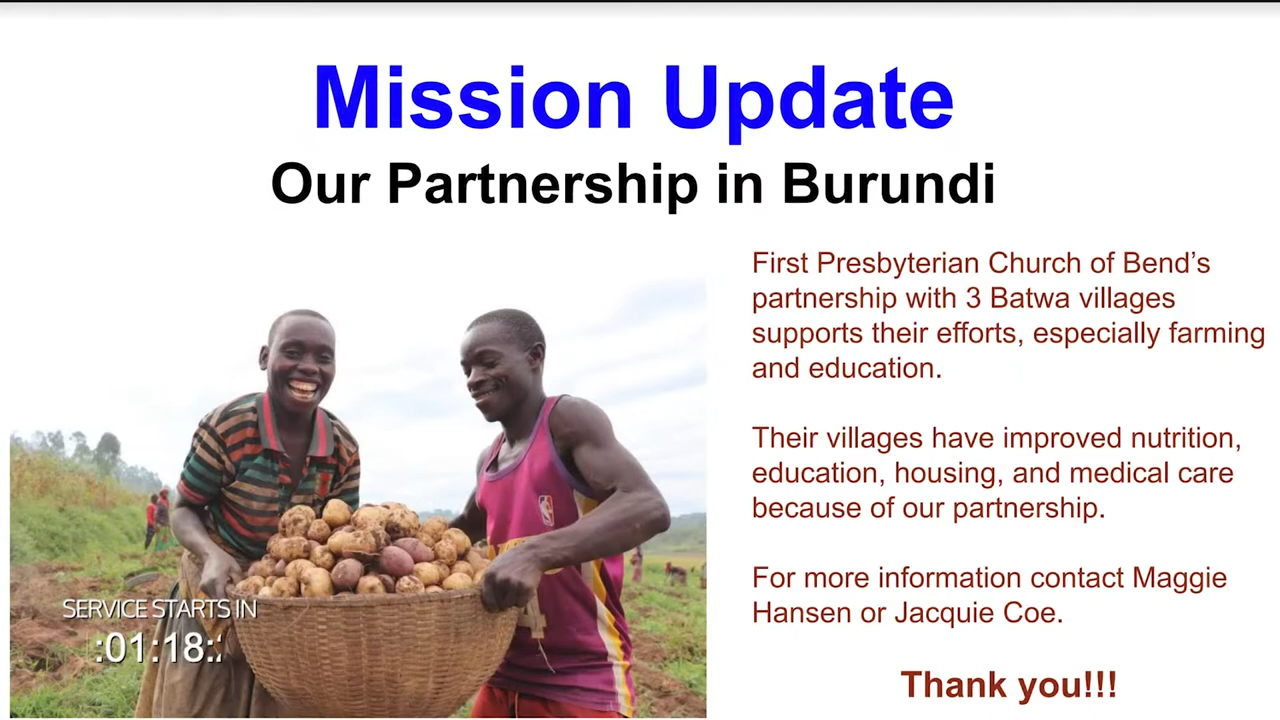 Mission Update
Our Partnership in Burundi
First Presbyterian Church of Bend’s
partnership with 3 Batwa villages
supports their efforts, especially farming
and education.
Their villages have improved nutrition,
education, housing, and medical care
because of our partnership.
For more information contact Maggie
Hansen or Jacquie Coe.
Thank you!!!
SERVICE STARTS IN
:01:18: